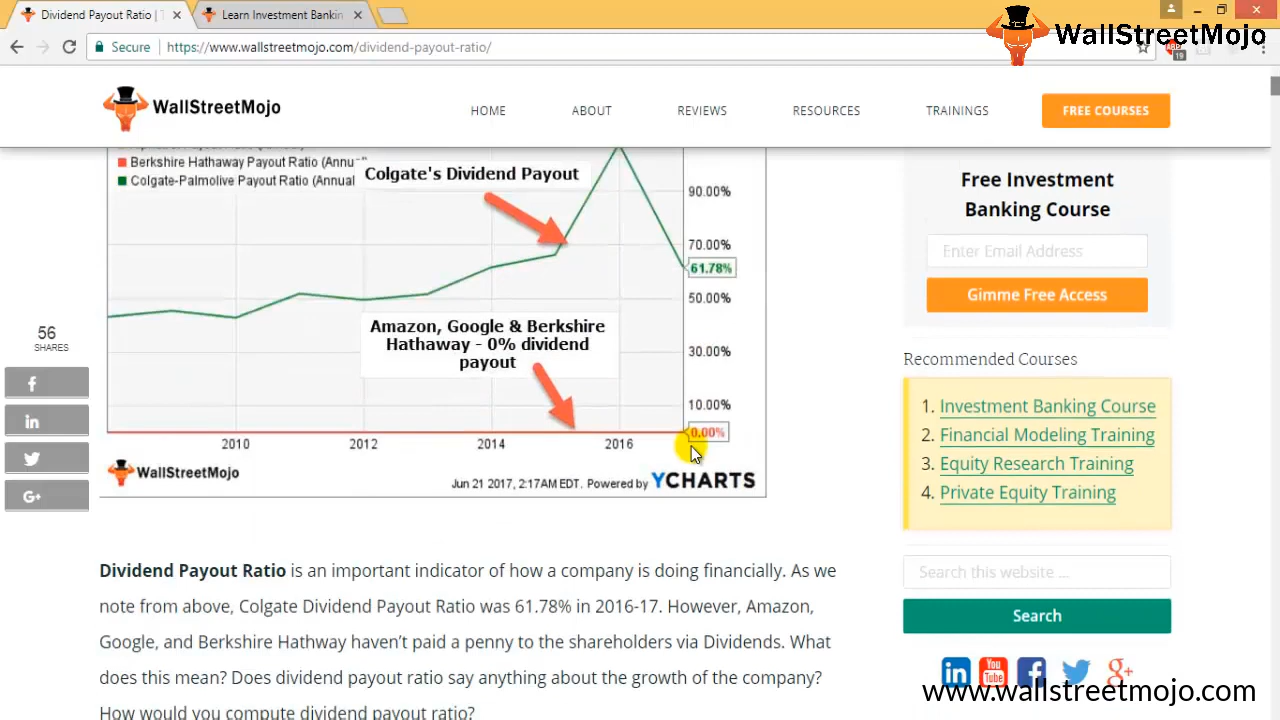 Dividend Payout Ratio | T
Learn Investment Bankin
Secure
https://www.wallstreetmojo.com/dividend-payout-ratio/
WallStreetMojo
ABP
19
WallStreetMojo
HOME
ABOUT
REVIEWS
RESOURCES
TRAININGS
FREE COURSES
Berkshire Hathaway Payout Ratio (Annu
Colgate-Palmolive Payout Ratio (Annual
Colgate's Dividend Payout
90.00%
70.00%
61.78%
50.00%
Amazon, Google & Berkshire
Hathaway - 0% dividend
payout
30.00%
10.00%
0.00%
2010
2012
2014
2016
WallStreetMojo
Jun 21 2017, 2:17AM EDT. Powered by YCHARTS
56
SHARES
Dividend Payout Ratio is an important indicator of how a company is doing financially. As we
note from above, Colgate Dividend Payout Ratio was 61.78% in 2016-17. However, Amazon,
Google, and Berkshire Hathway haven't paid a penny to the shareholders via Dividends. What
does this mean? Does dividend payout ratio say anything about the growth of the company?
How would you compute dividend payout ratio?
Free Investment
Banking Course
Enter Email Address
Gimme Free Access
Recommended Courses
1. Investment Banking Course
2. Financial Modeling Training
3. Equity Research Training
4. Private Equity Training
Search this website ...
Search
in
You
Tube
f
G+
www.wallstreetmojo.com